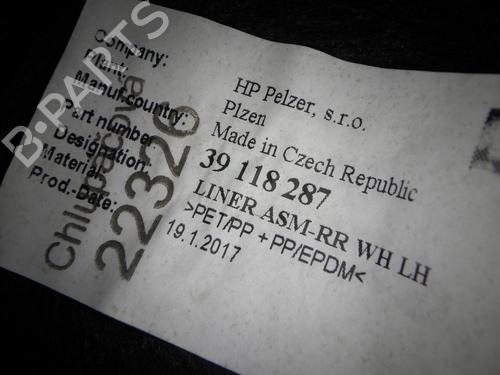 Company: HP Pelzer, s.r.o.
Plant: Plzen
Manuf.country: Made in Czech Republic
Part number 39 118 287
Designation: LINER ASM-RR WH LH
Material: >PET/PP + PP/EPDM<
Prod.-Date: 19.1.2017
22326
B-PARTS